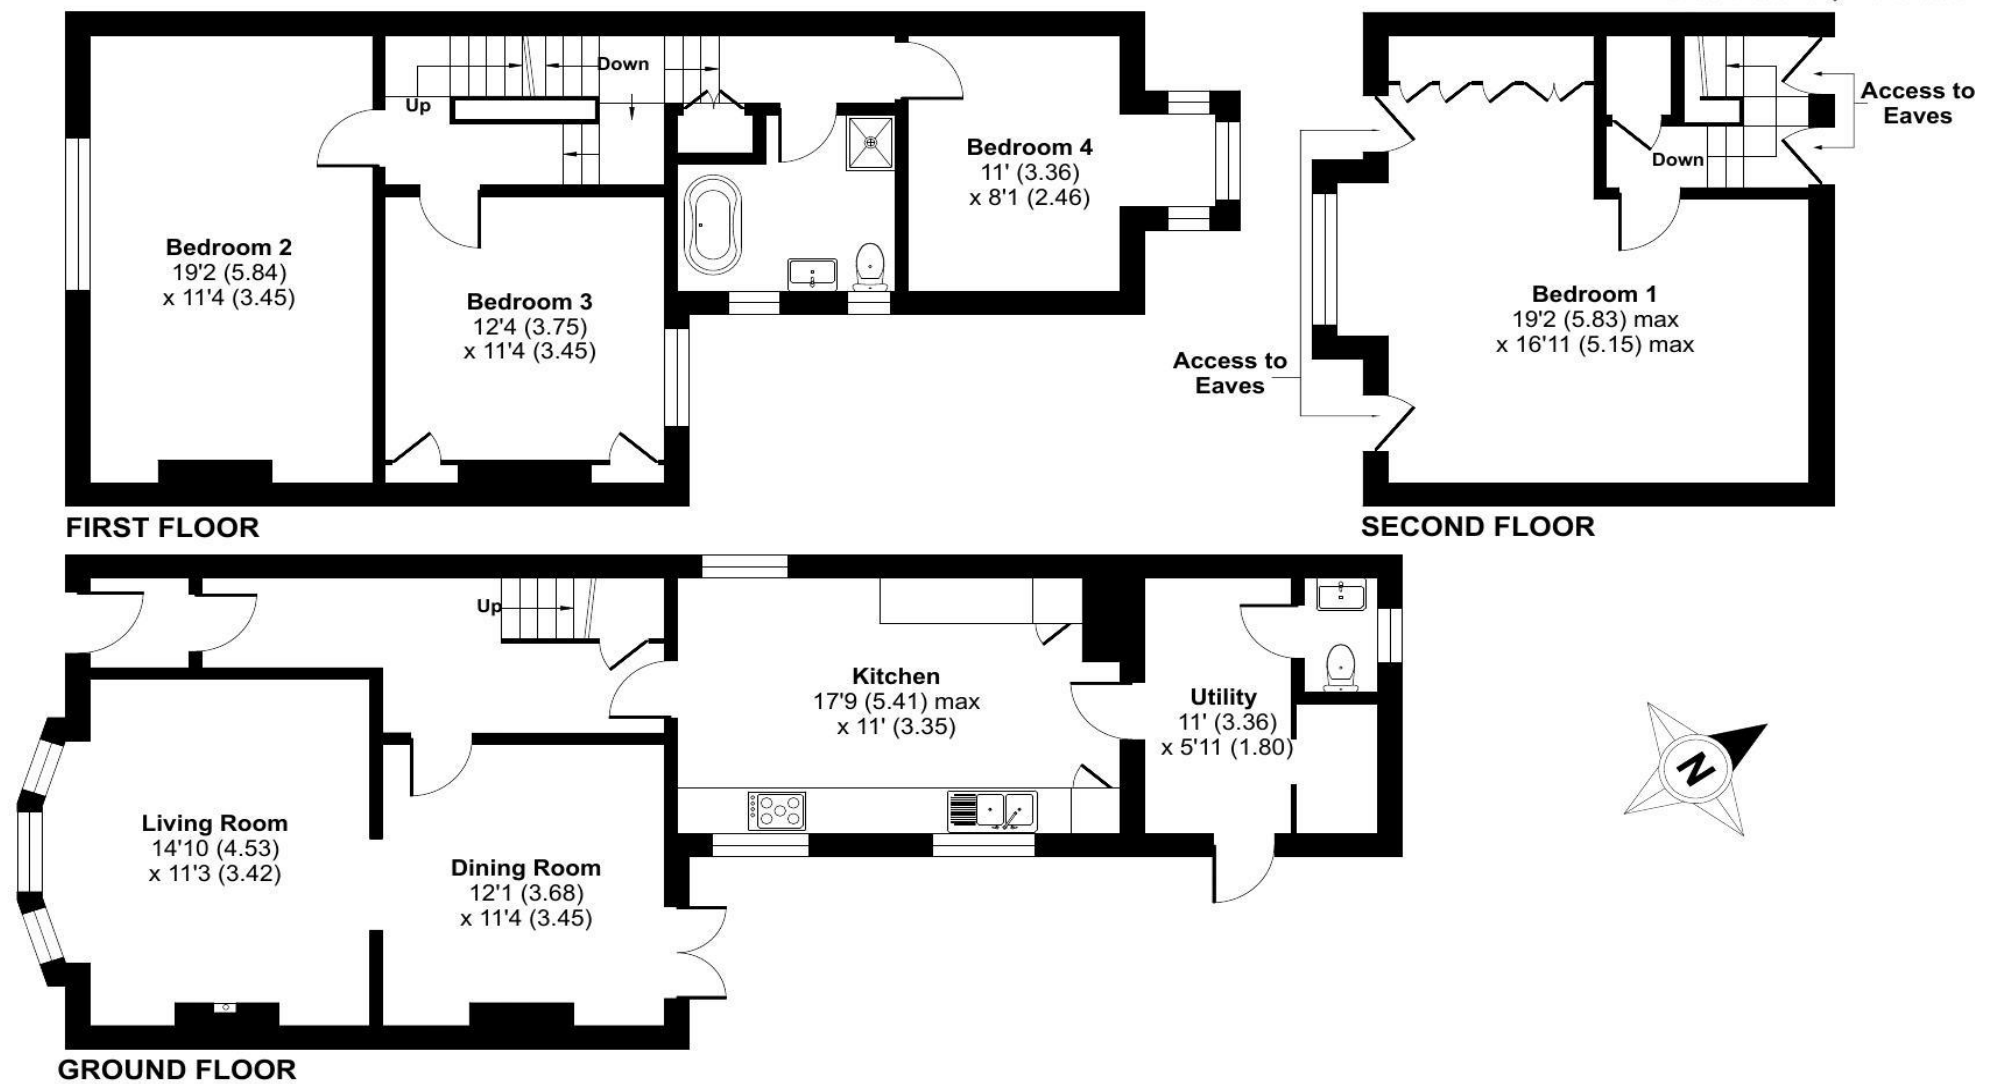 Up
Down
Bedroom 2
19'2 (5.84)
x 11'4 (3.45)
Bedroom 3
12'4 (3.75)
x 11'4 (3.45)
Bedroom 4
11' (3.36)
x 8'1 (2.46)
FIRST FLOOR
Access to
Eaves
Down
Bedroom 1
19'2 (5.83) max
x 16'11 (5.15) max
Access to
Eaves
SECOND FLOOR
Up
Kitchen
17'9 (5.41) max
x 11' (3.35)
Utility
11' (3.36)
x 5'11 (1.80)
Living Room
14'10 (4.53)
x 11'3 (3.42)
Dining Room
12'1 (3.68)
x 11'4 (3.45)
N
GROUND FLOOR